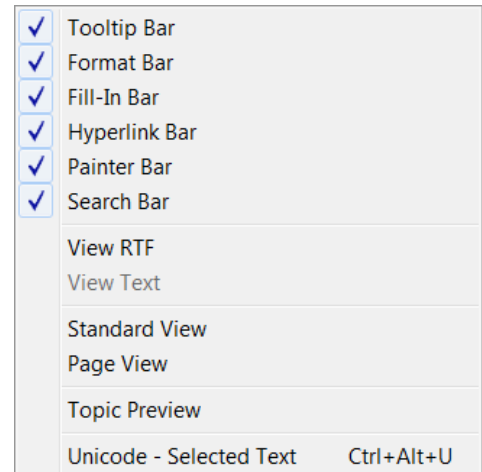 Tooltip Bar
Format Bar
Fill-In Bar
Hyperlink Bar
Painter Bar
Search Bar
View RTF
View Text
Standard View
Page View
Topic Preview
Unicode - Selected Text Ctrl+Alt+U